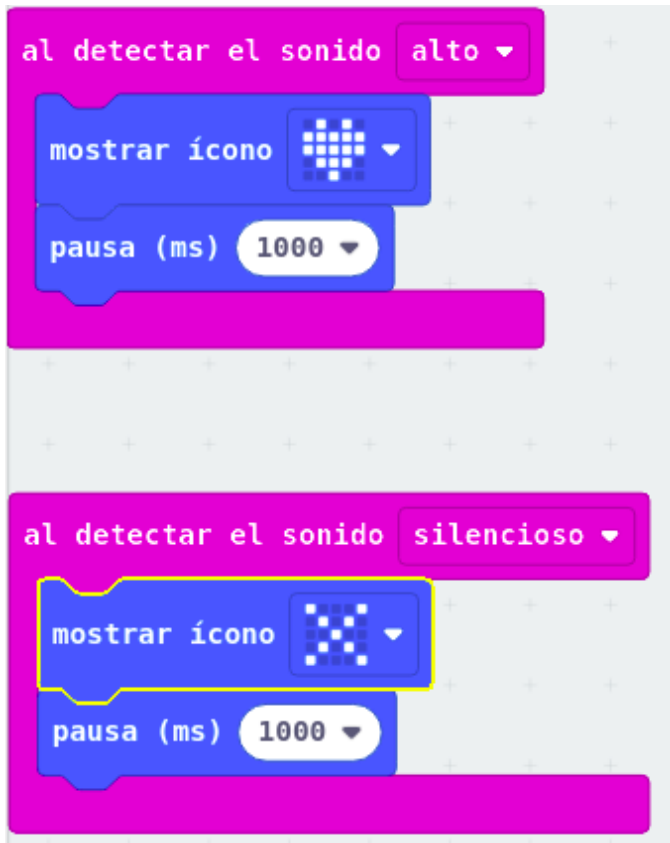 al detectar el sonido alto
mostrar ícono
pausa (ms) 1000
al detectar el sonido silencioso
mostrar ícono
pausa (ms) 1000